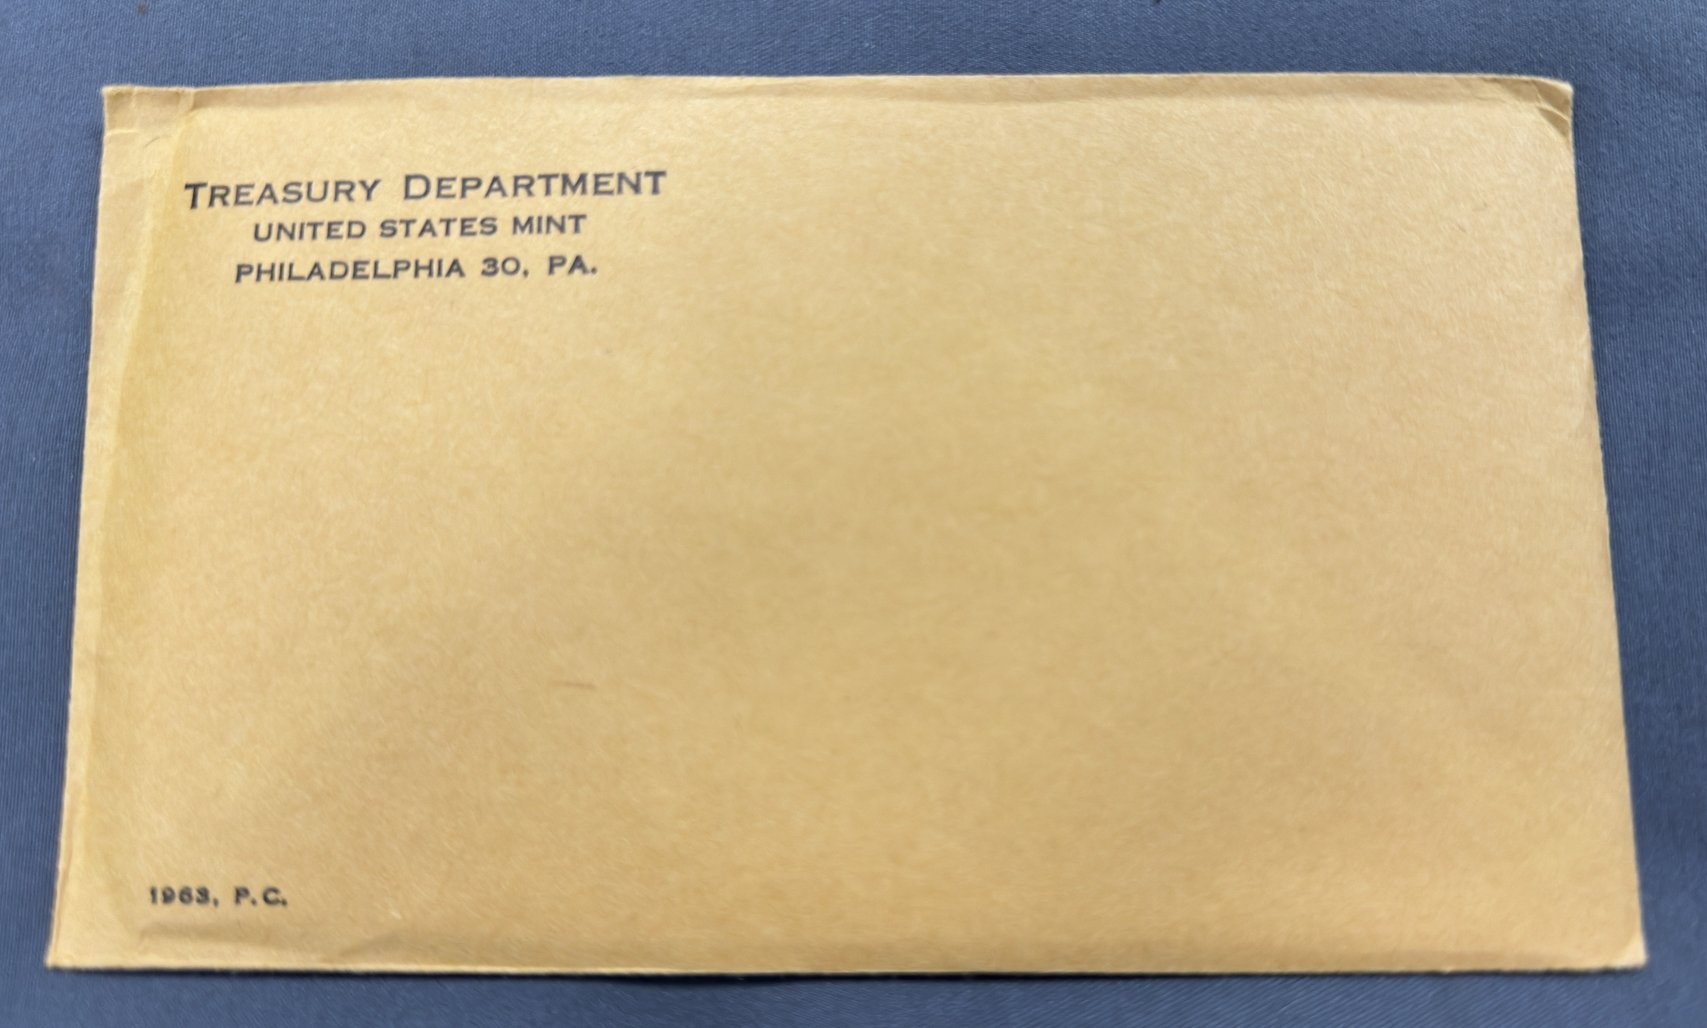 TREASURY DEPARTMENT
UNITED STATES MINT
PHILADELPHIA 30, PA.
1963, P.C.